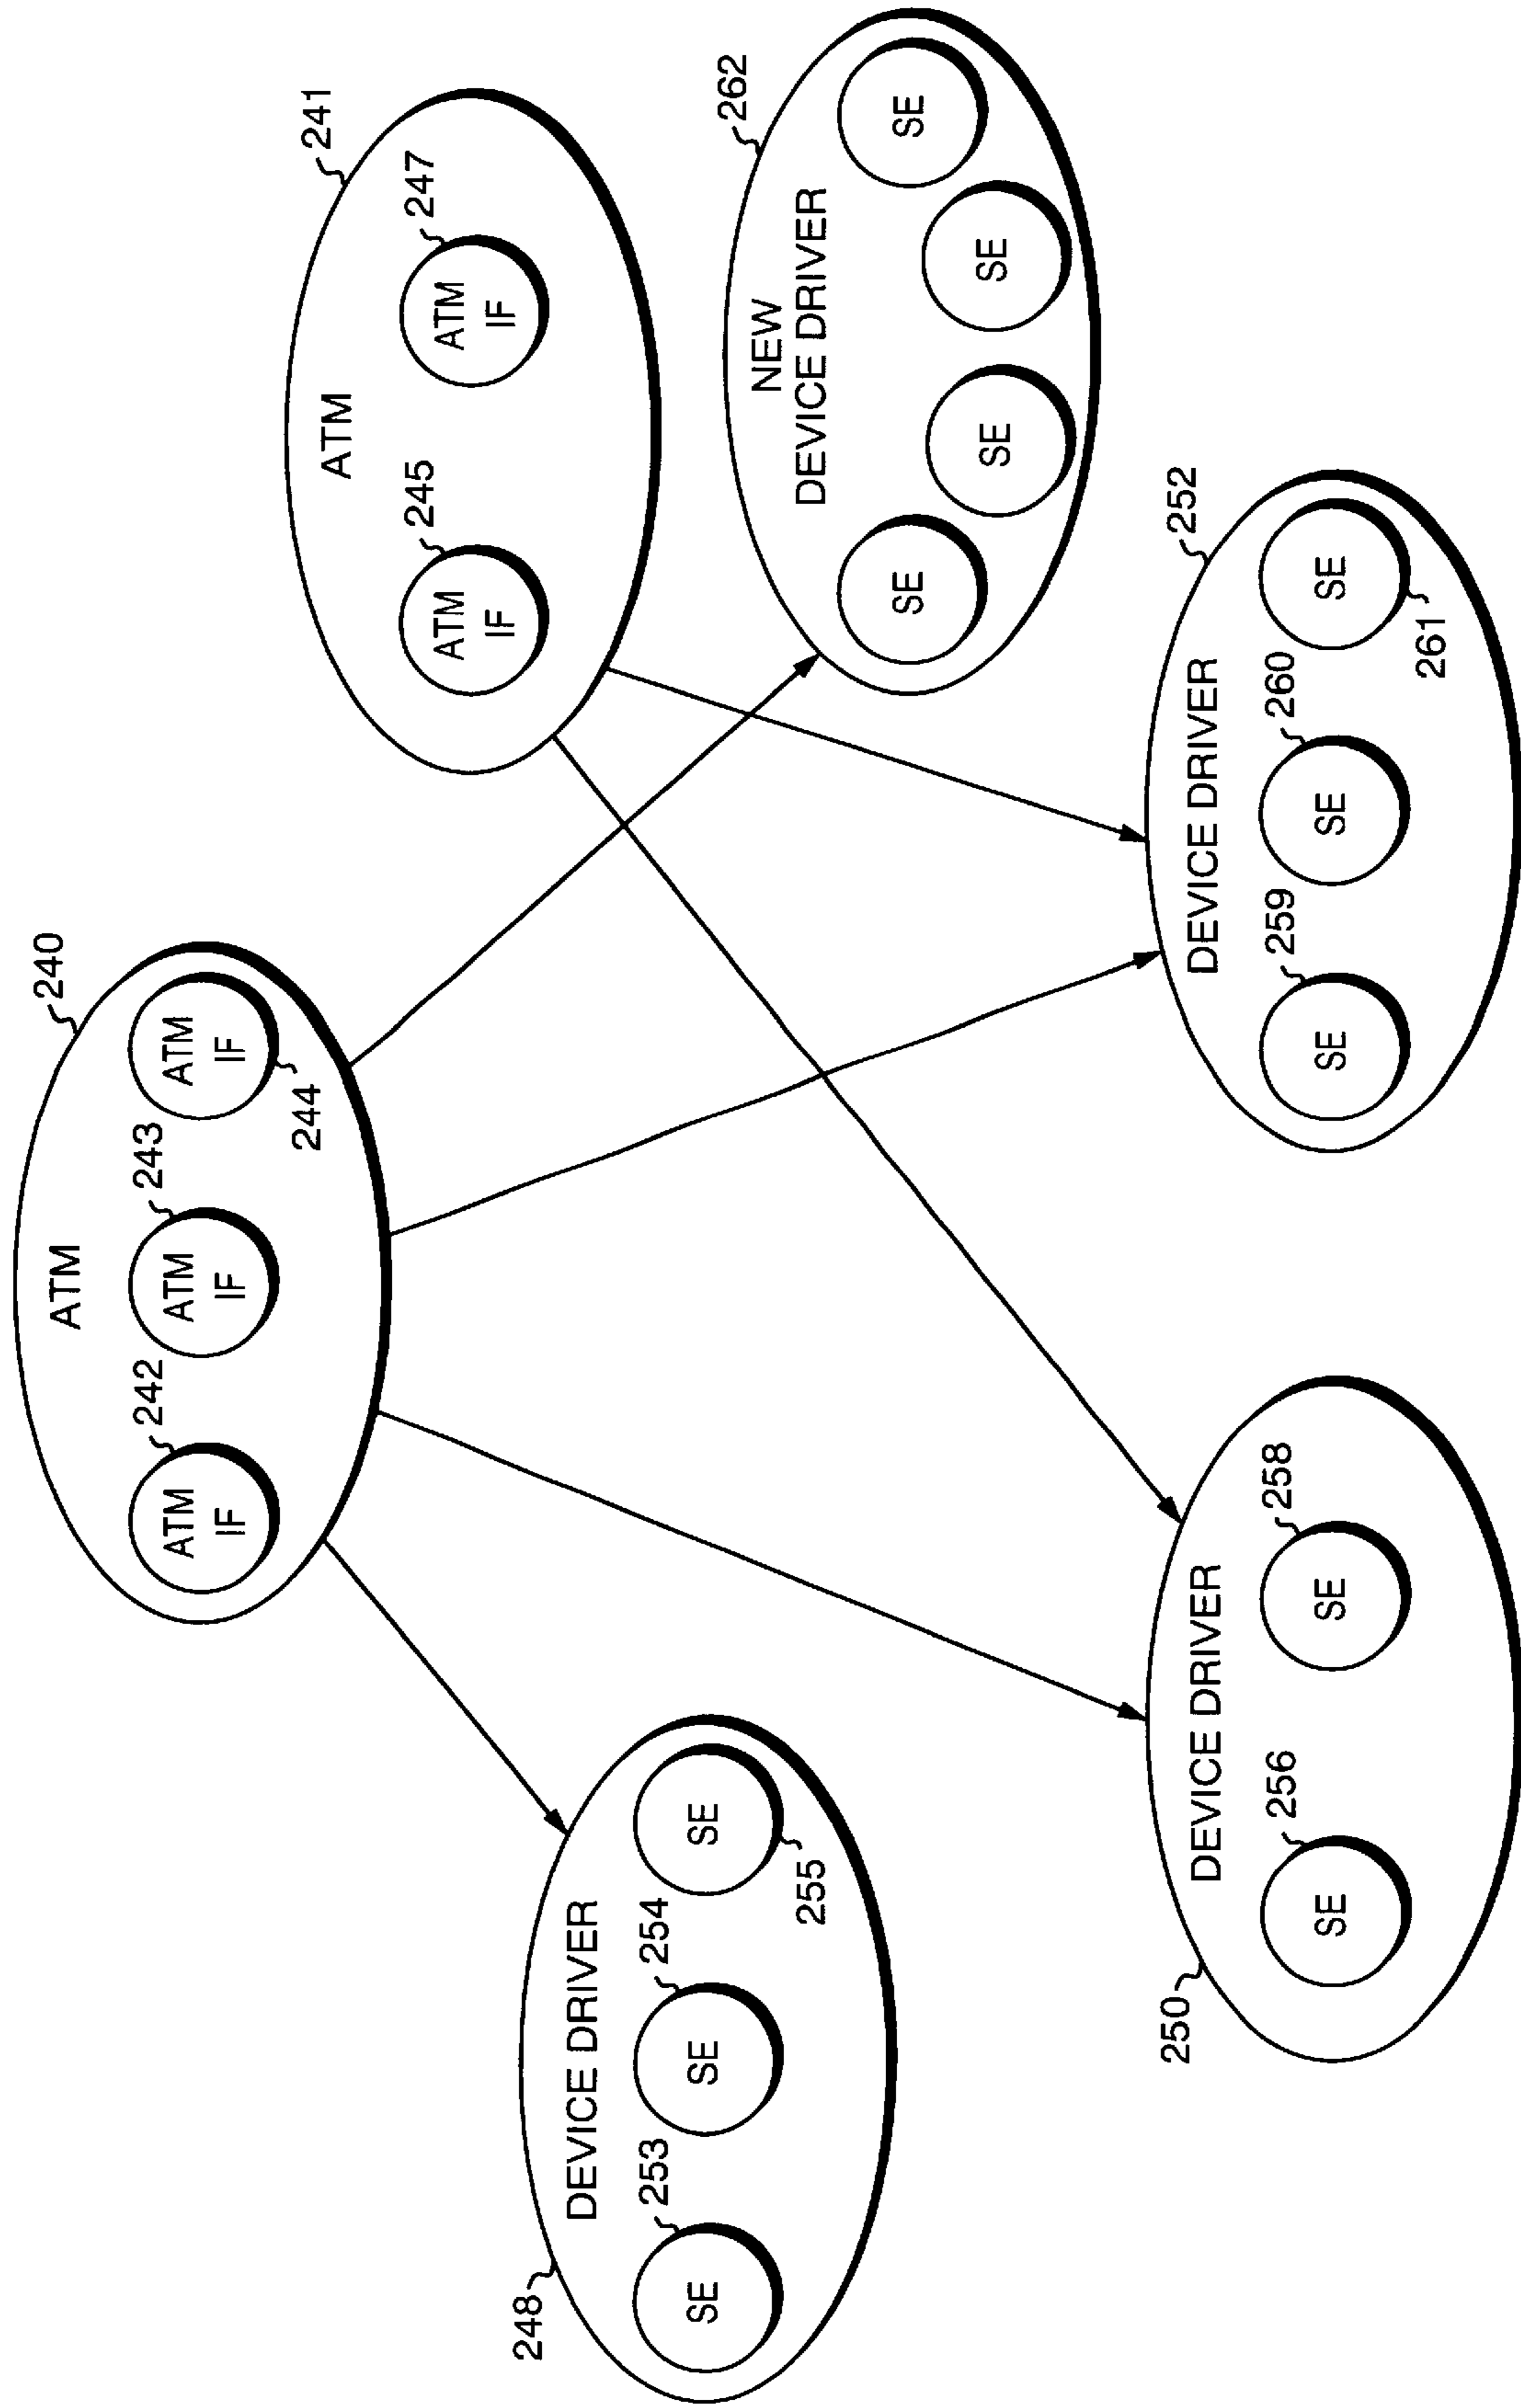 240
ATM
242
243
ATM
IF
ATM
IF
ATM
IF
244
241
ATM
245
247
ATM
IF
ATM
IF
248
DEVICE DRIVER
253
254
SE
SE
SE
255
262
NEW
DEVICE DRIVER
SE
SE
SE
SE
250
DEVICE DRIVER
256
258
SE
SE
252
DEVICE DRIVER
259
260
SE
SE
SE
261